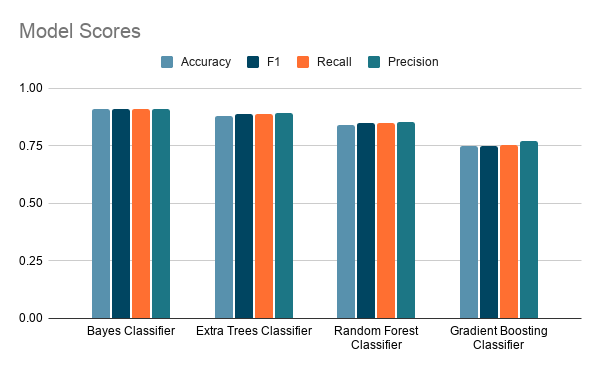 Model Scores
Accuracy F1 Recall Precision
1.00
0.75
0.50
0.25
0.00
Bayes Classifier Extra Trees Classifier Random Forest Classifier Gradient Boosting Classifier